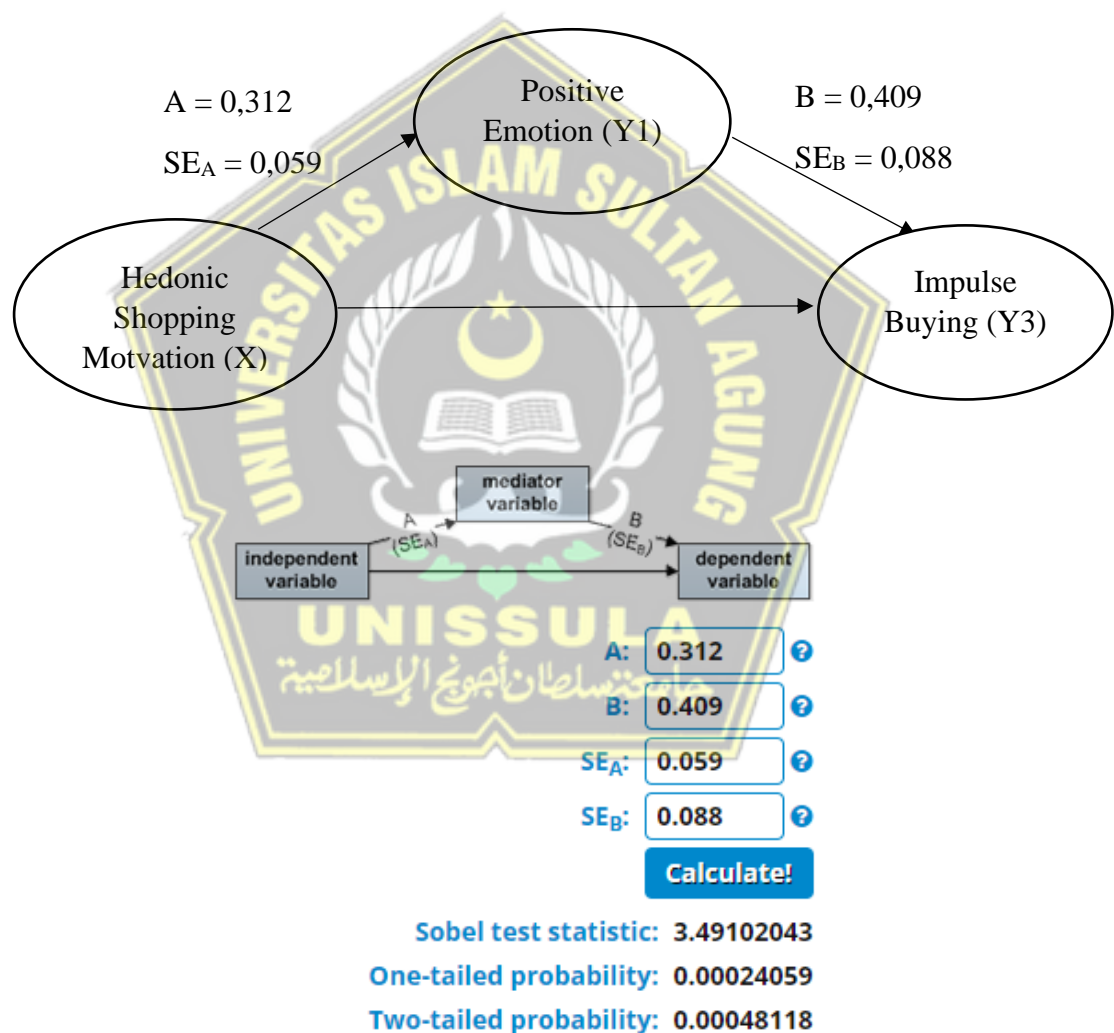 A = 0,312
SEA = 0,059
Positive
Emotion (Y1)
B = 0,409
SEB = 0,088
Hedonic
Shopping
Motvation (X)
Impulse
Buying (Y3)
UNIVERSITAS ISLAM SULTAN AGUNG
mediator
variable
A
(SEA)
B
(SEB)
independent
variable
dependent
variable
UNISSULA
جامعة سلطان أجونج الإسلامية
A: 0.312
B: 0.409
SEA: 0.059
SEB: 0.088
Calculate!
Sobel test statistic: 3.49102043
One-tailed probability: 0.00024059
Two-tailed probability: 0.00048118